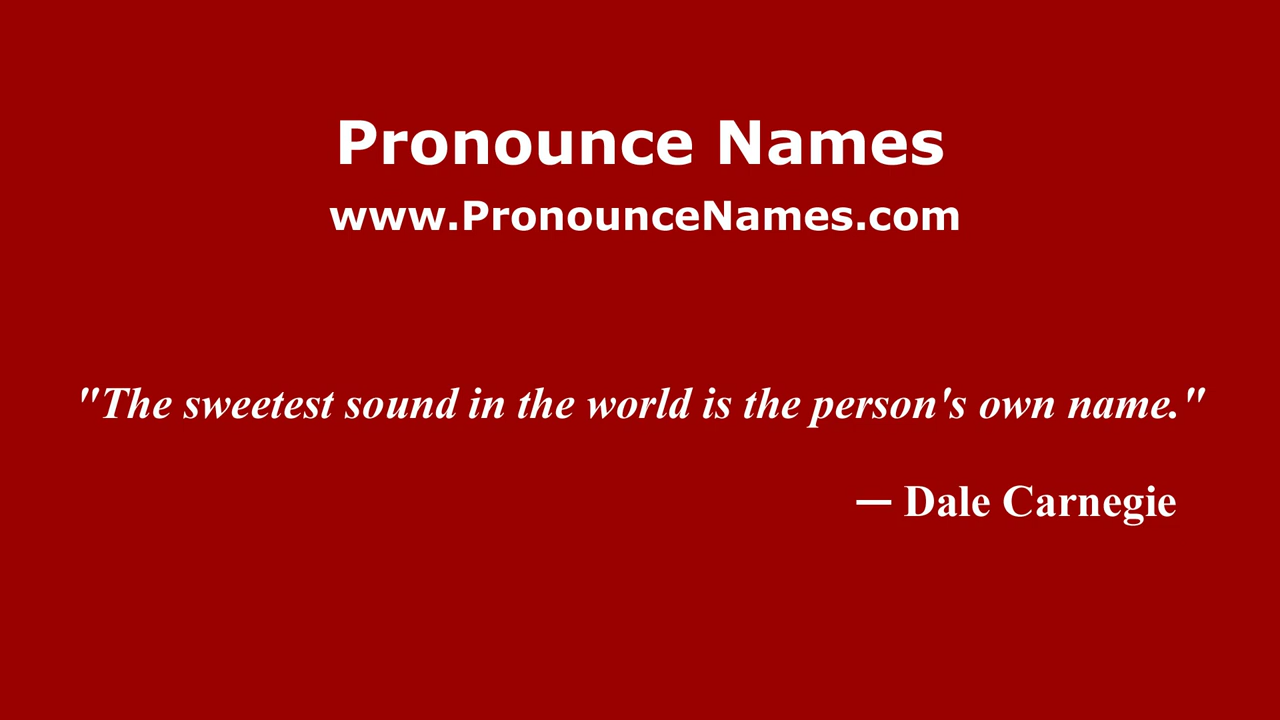 Pronounce Names
www.PronounceNames.com
"The sweetest sound in the world is the person's own name."
— Dale Carnegie